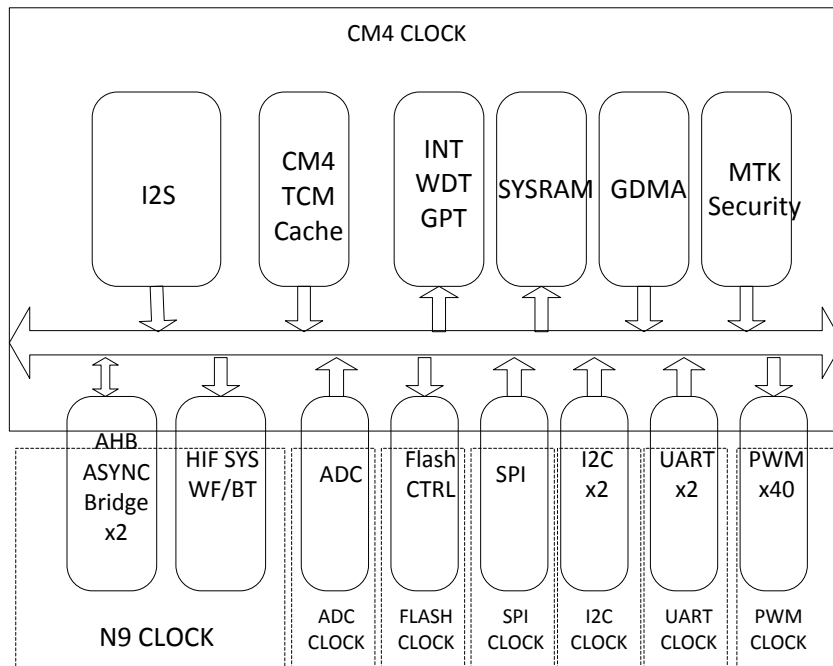 CM4 CLOCK
I2S
CM4
TCM
Cache
INT
WDT
GPT
SYSRAM
GDMA
MTK
Security
AHB
ASYNC
Bridge
x2
HIF SYS
WF/BT
ADC
Flash
CTRL
SPI
I2C
x2
UART
x2
PWM
x40
N9 CLOCK
ADC
CLOCK
FLASH
CLOCK
SPI
CLOCK
I2C
CLOCK
UART
CLOCK
PWM
CLOCK